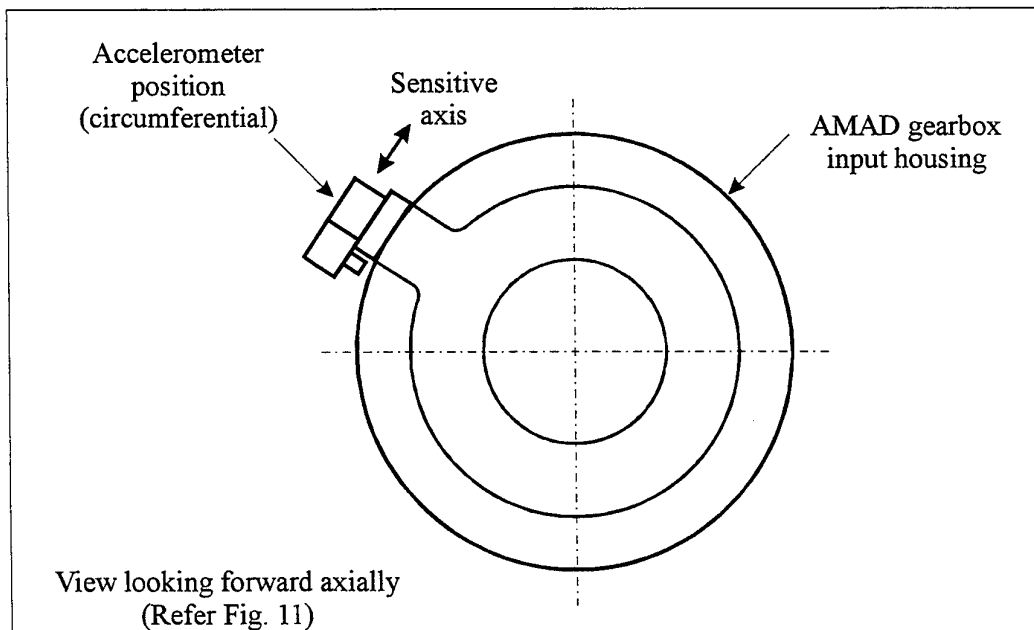 Accelerometer
position
(circumferential)
Sensitive
axis
AMAD gearbox
input housing
View looking forward axially
(Refer Fig. 11)